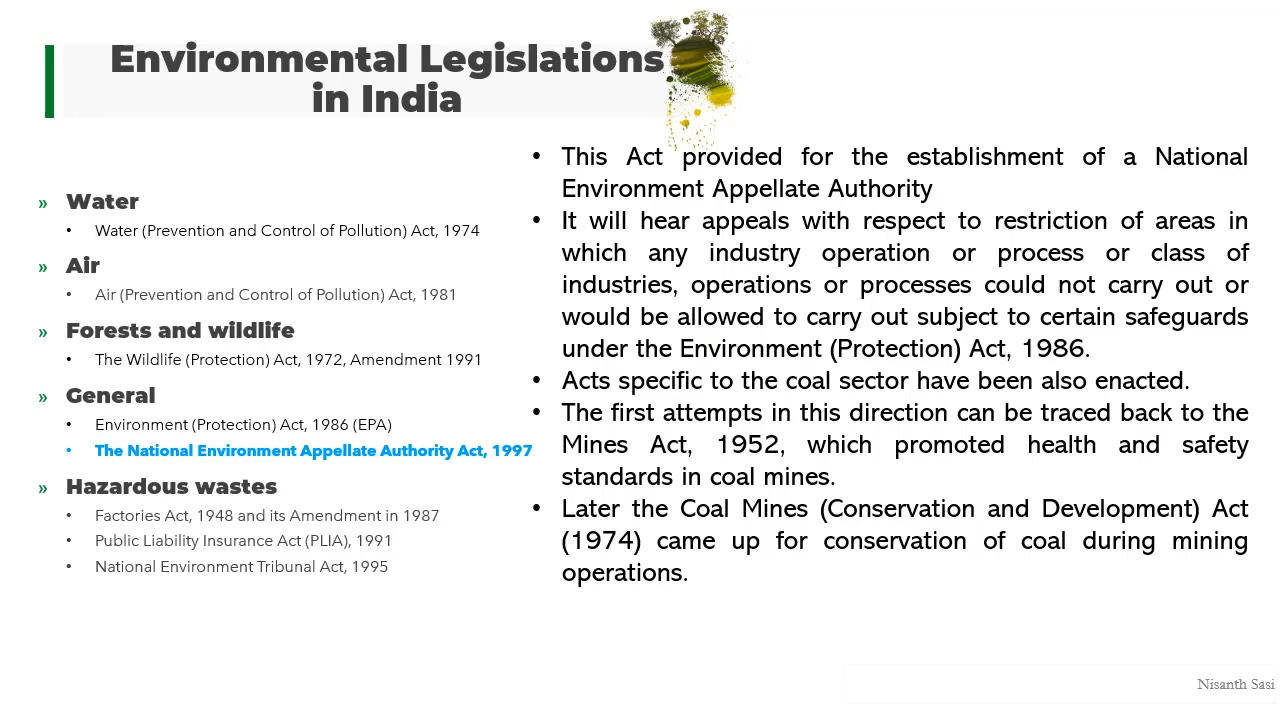 Environmental Legislations
in India
» Water
• Water (Prevention and Control of Pollution) Act, 1974
» Air
• Air (Prevention and Control of Pollution) Act, 1981
» Forests and wildlife
• The Wildlife (Protection) Act, 1972, Amendment 1991
» General
• Environment (Protection) Act, 1986 (EPA)
• The National Environment Appellate Authority Act, 1997
» Hazardous wastes
• Factories Act, 1948 and its Amendment in 1987
• Public Liability Insurance Act (PLIA), 1991
• National Environment Tribunal Act, 1995
• This Act provided for the establishment of a National
Environment Appellate Authority
• It will hear appeals with respect to restriction of areas in
which any industry operation or process or class of
industries, operations or processes could not carry out or
would be allowed to carry out subject to certain safeguards
under the Environment (Protection) Act, 1986.
• Acts specific to the coal sector have been also enacted.
• The first attempts in this direction can be traced back to the
Mines Act, 1952, which promoted health and safety
standards in coal mines.
• Later the Coal Mines (Conservation and Development) Act
(1974) came up for conservation of coal during mining
operations.
Nisanth Sasi